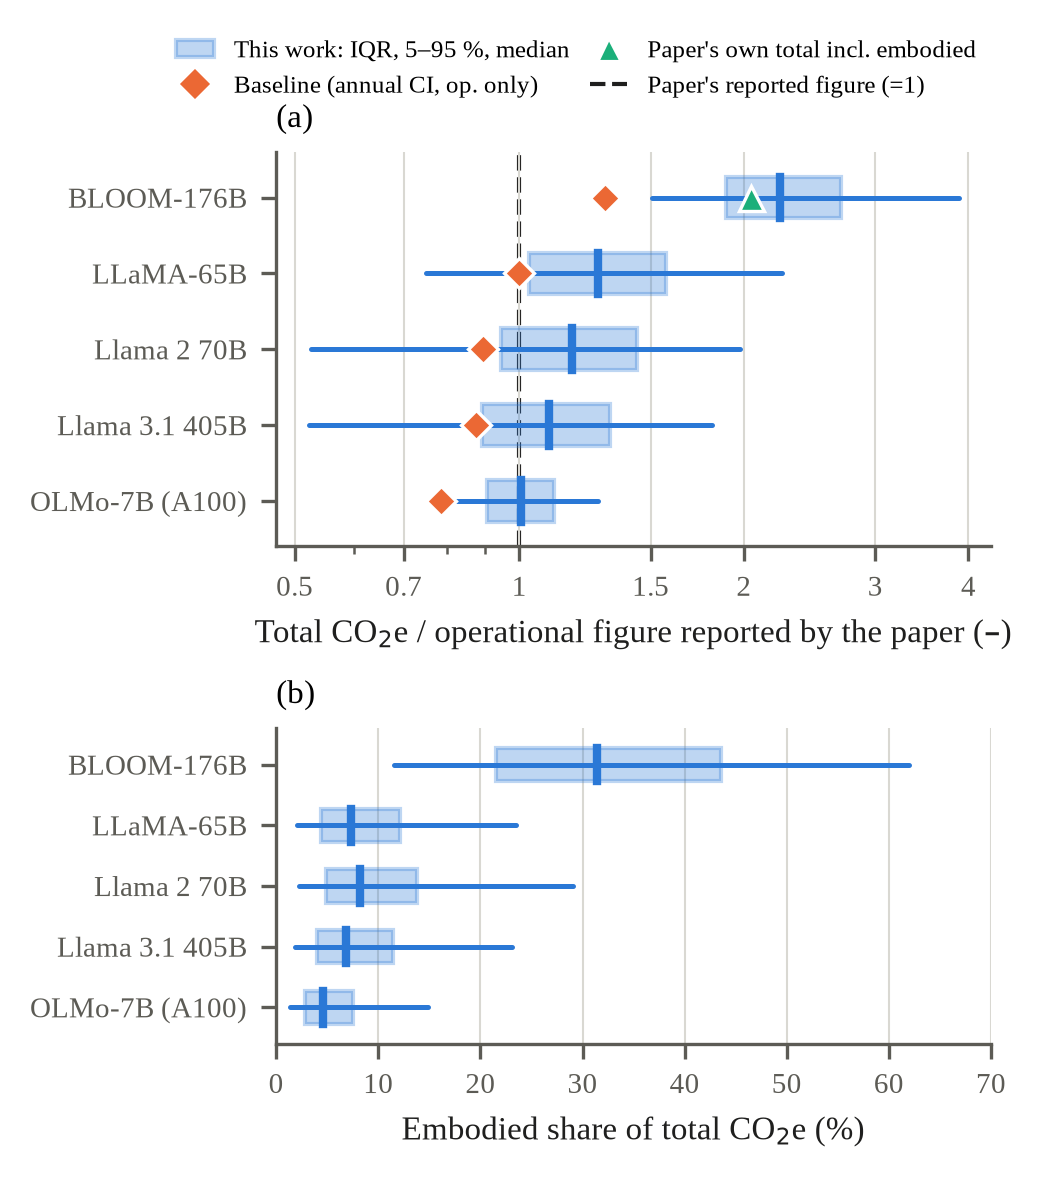 This work: IQR, 5–95 %, median
Paper's own total incl. embodied
Baseline (annual CI, op. only)
Paper's reported figure (=1)
(a)
BLOOM-176B
LLaMA-65B
Llama 2 70B
Llama 3.1 405B
OLMo-7B (A100)
0.5 0.7 1 1.5 2 3 4
Total CO₂e / operational figure reported by the paper (–)
(b)
BLOOM-176B
LLaMA-65B
Llama 2 70B
Llama 3.1 405B
OLMo-7B (A100)
0 10 20 30 40 50 60 70
Embodied share of total CO₂e (%)